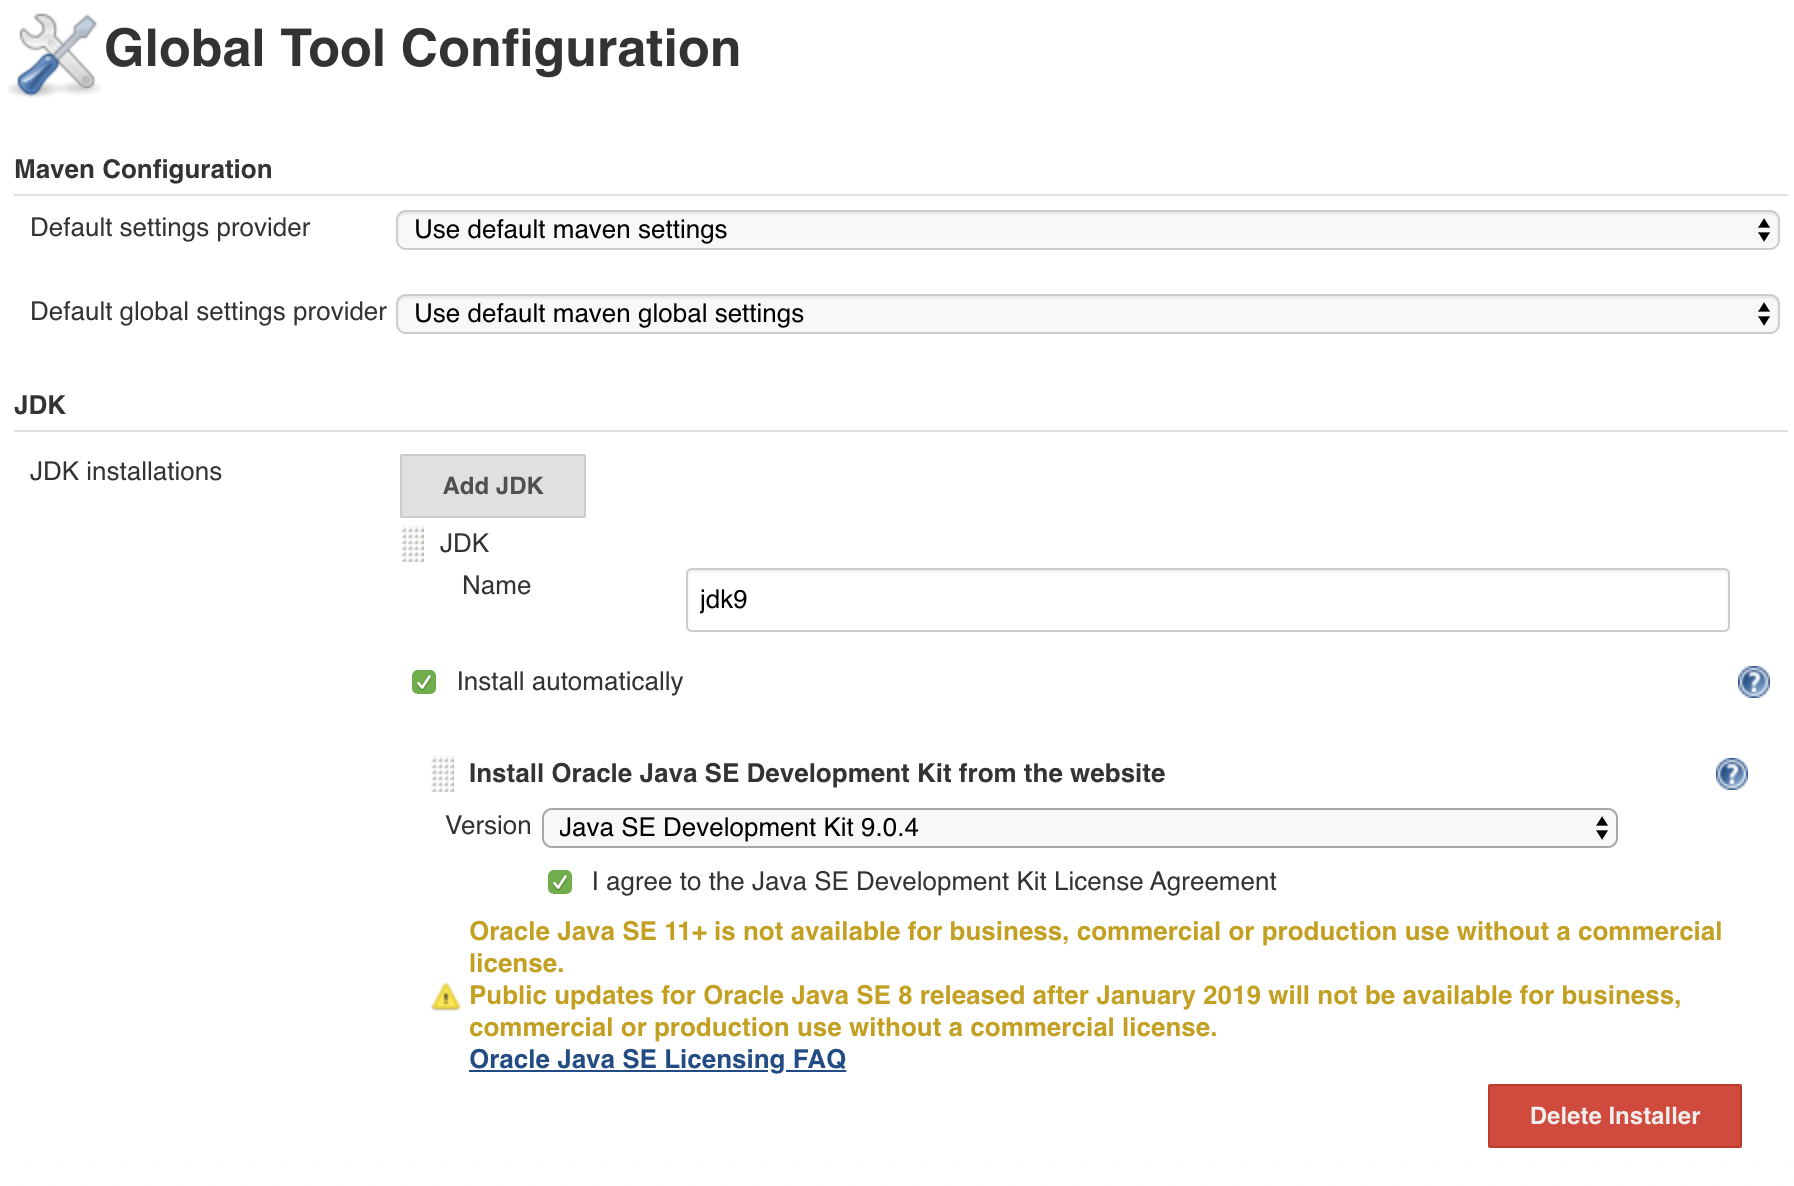 Global Tool Configuration
Maven Configuration
Default settings provider
Use default maven settings
Default global settings provider
Use default maven global settings
JDK
JDK installations
Add JDK
JDK
Name
jdk9
Install automatically
?
Install Oracle Java SE Development Kit from the website
?
Version
Java SE Development Kit 9.0.4
I agree to the Java SE Development Kit License Agreement
Oracle Java SE 11+ is not available for business, commercial or production use without a commercial
license.
Public updates for Oracle Java SE 8 released after January 2019 will not be available for business,
commercial or production use without a commercial license.
Oracle Java SE Licensing FAQ
Delete Installer